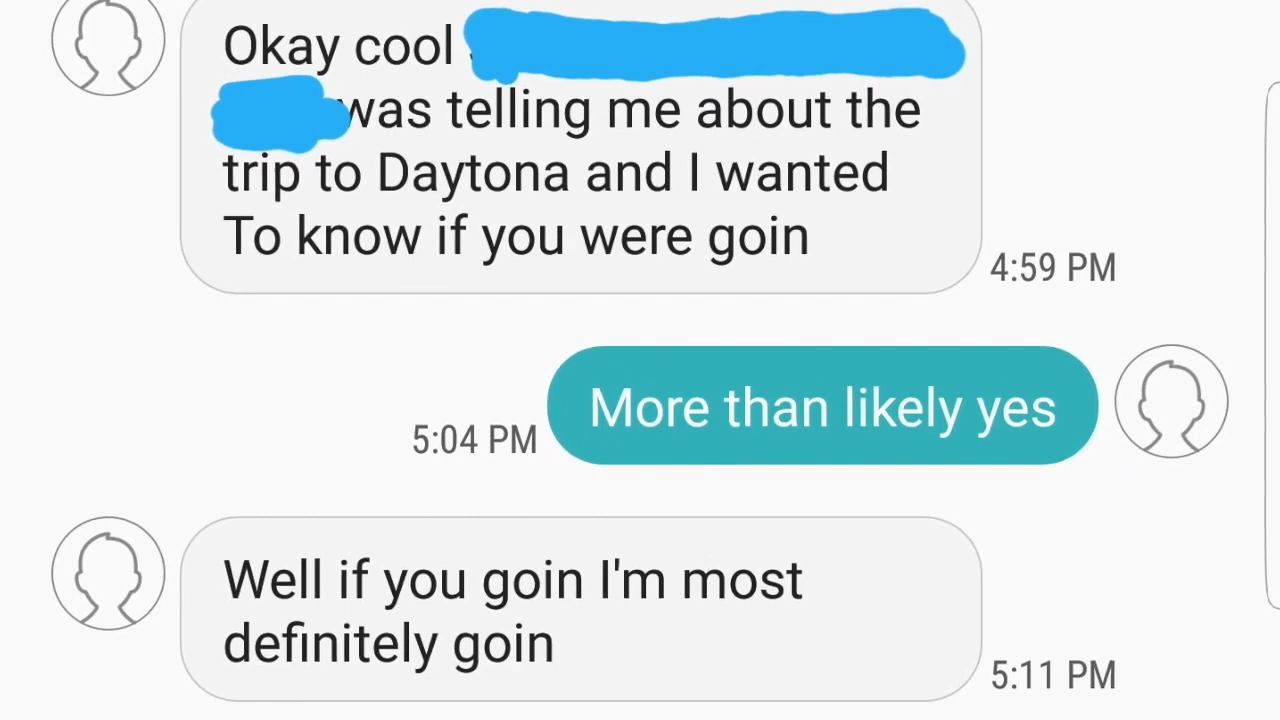 Okay cool
was telling me about the
trip to Daytona and I wanted
To know if you were goin
4:59 PM
More than likely yes
5:04 PM
Well if you goin I'm most
definitely goin
5:11 PM